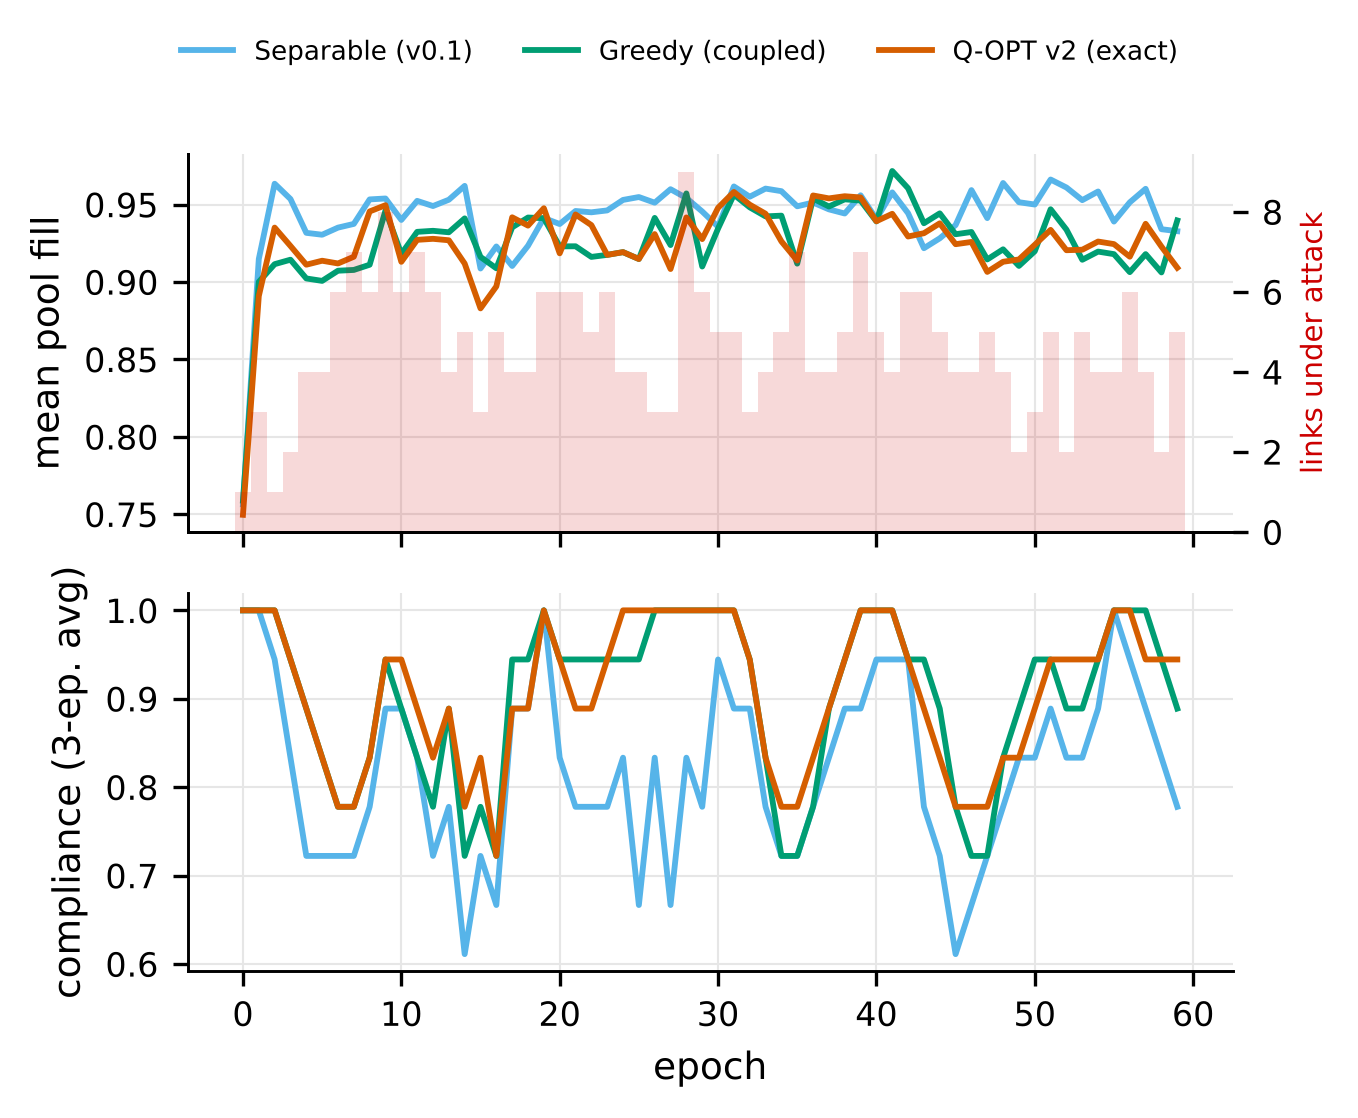 Separable (v0.1) Greedy (coupled) Q-OPT v2 (exact)
mean pool fill
0.95
0.90
0.85
0.80
0.75
8
6
4
2
0
links under attack
compliance (3-ep. avg)
1.0
0.9
0.8
0.7
0.6
0 10 20 30 40 50 60
epoch